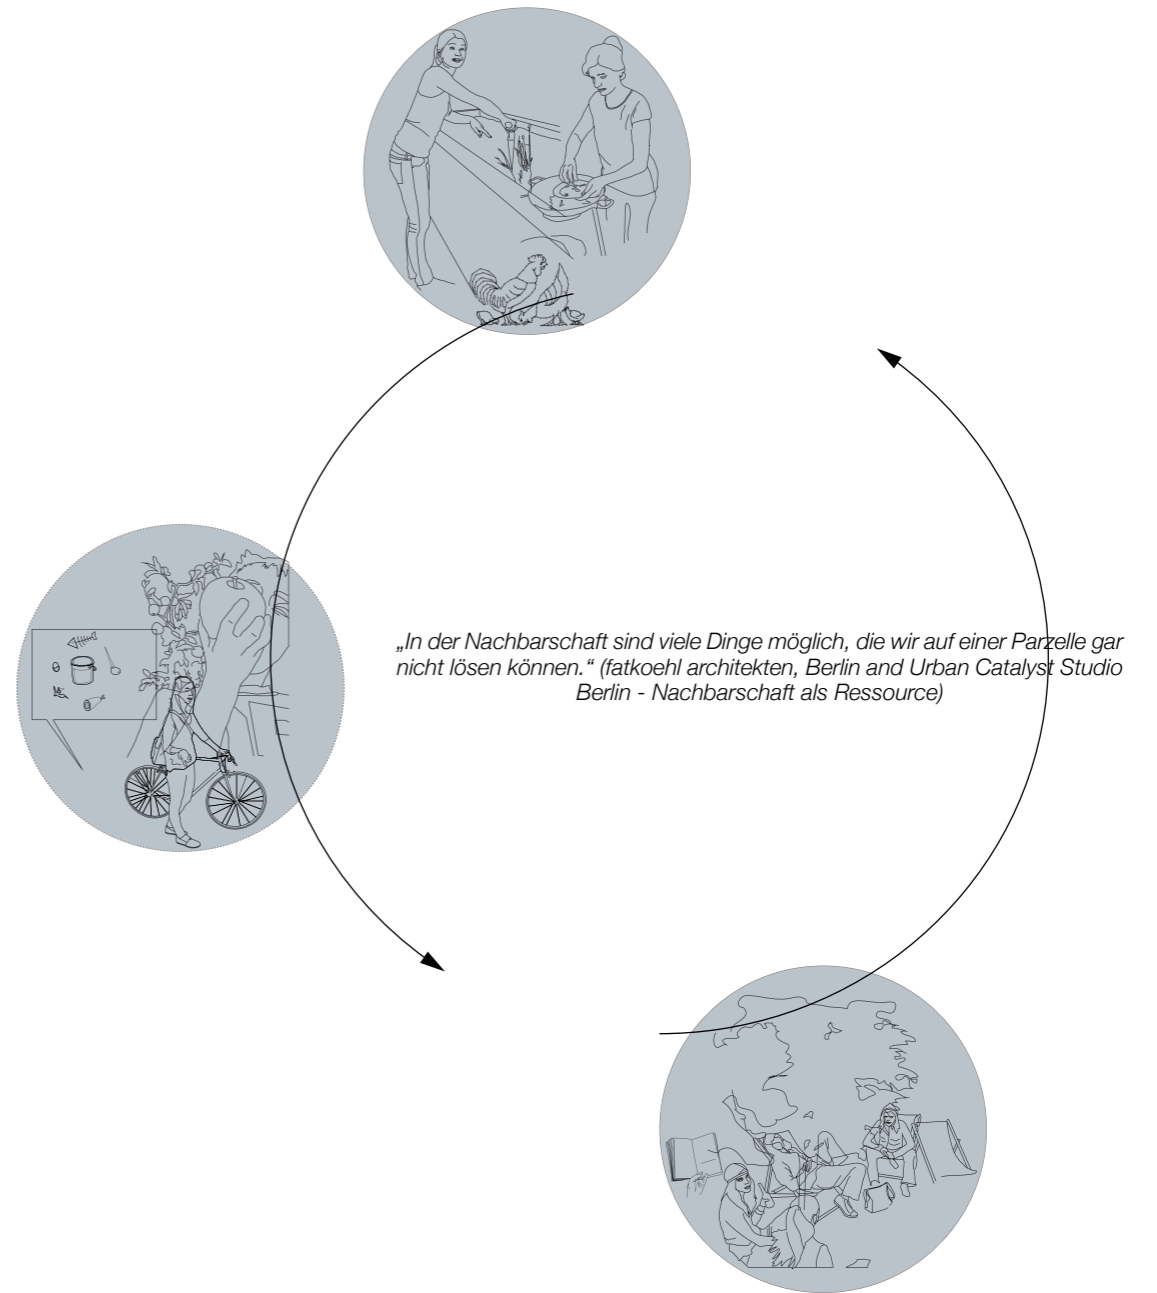 „In der Nachbarschaft sind viele Dinge möglich, die wir auf einer Parzelle gar
nicht lösen können.“ (fatkoehl architekten, Berlin and Urban Catalyst Studio
Berlin - Nachbarschaft als Ressource)